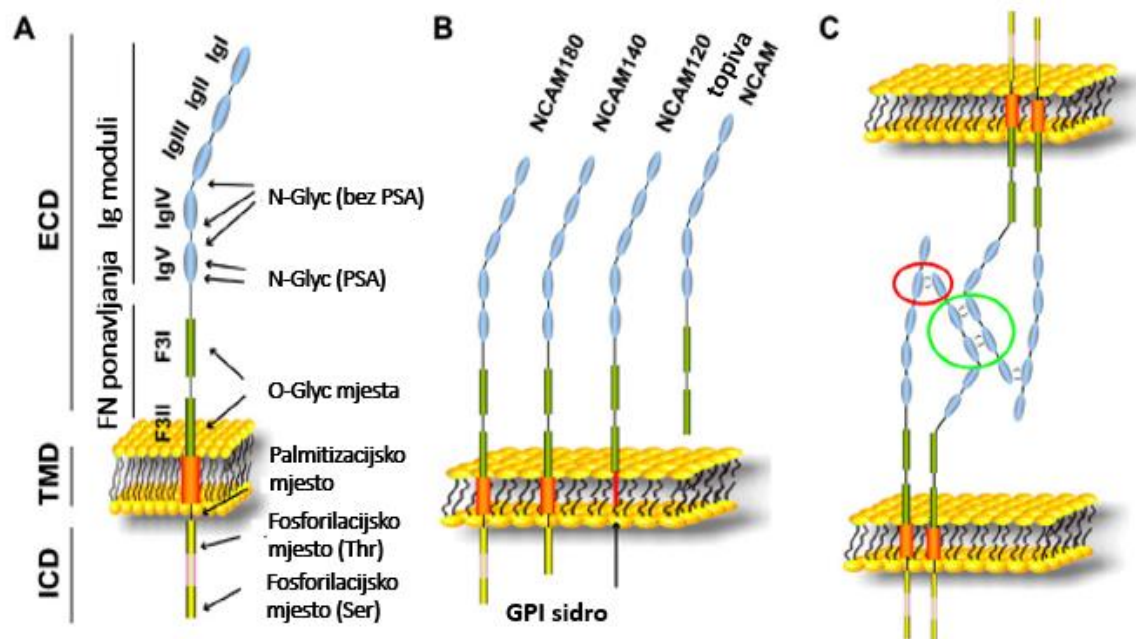 A
ECD
TMD
ICD
Ig moduli
FN ponavljanja
IgI
IgII
IgIII
IgIV
IgV
F3I
F3II
N-Glyc (bez PSA)
N-Glyc (PSA)
O-Glyc mjesta
Palmitizacijsko
mjesto
Fosforilacijsko
mjesto (Thr)
Fosforilacijsko
mjesto (Ser)
B
NCAM180
NCAM140
NCAM120
topiva
NCAM
GPI sidro
C